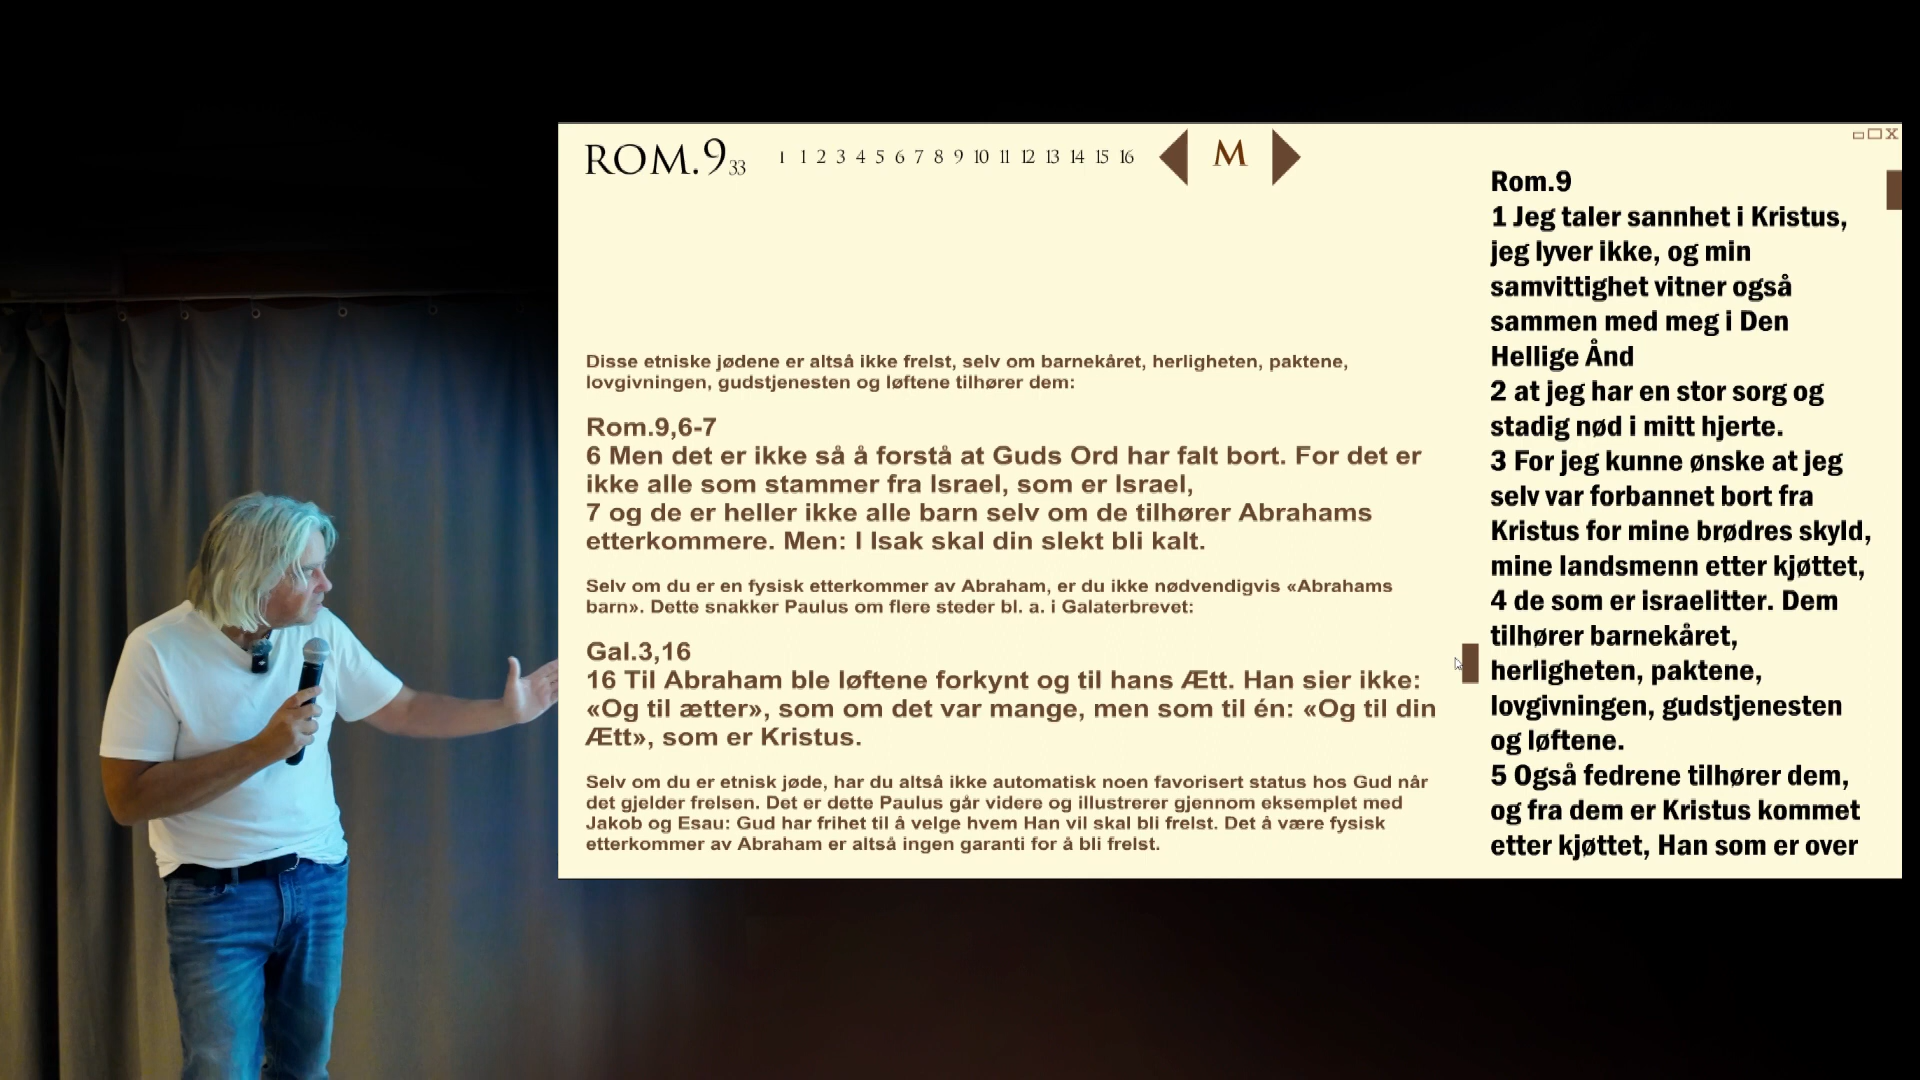 ROM.9 33
1 1 2 3 4 5 6 7 8 9 10 11 12 13 14 15 16
M
Disse etniske jødene er altså ikke frelst, selv om barnekåret, herligheten, paktene,
lovgivningen, gudstjenesten og løftene tilhører dem:
Rom.9,6-7
6 Men det er ikke så å forstå at Guds Ord har falt bort. For det er
ikke alle som stammer fra Israel, som er Israel,
7 og de er heller ikke alle barn selv om de tilhører Abrahams
etterkommere. Men: I Isak skal din slekt bli kalt.
Selv om du er en fysisk etterkommer av Abraham, er du ikke nødvendigvis «Abrahams
barn». Dette snakker Paulus om flere steder bl. a. i Galaterbrevet:
Gal.3,16
16 Til Abraham ble løftene forkynt og til hans Ætt. Han sier ikke:
«Og til ætter», som om det var mange, men som til én: «Og til din
Ætt», som er Kristus.
Selv om du er etnisk jøde, har du altså ikke automatisk noen favorisert status hos Gud når
det gjelder frelsen. Det er dette Paulus går videre og illustrerer gjennom eksemplet med
Jakob og Esau: Gud har frihet til å velge hvem Han vil skal bli frelst. Det å være fysisk
etterkommer av Abraham er altså ingen garanti for å bli frelst.
X
Rom.9
1 Jeg taler sannhet i Kristus,
jeg lyver ikke, og min
samvittighet vitner også
sammen med meg i Den
Hellige Ånd
2 at jeg har en stor sorg og
stadig nød i mitt hjerte.
3 For jeg kunne ønske at jeg
selv var forbannet bort fra
Kristus for mine brødres skyld,
mine landsmenn etter kjøttet,
4 de som er israelitter. Dem
tilhører barnekåret,
herligheten, paktene,
lovgivningen, gudstjenesten
og løftene.
5 Også fedrene tilhører dem,
og fra dem er Kristus kommet
etter kjøttet, Han som er over